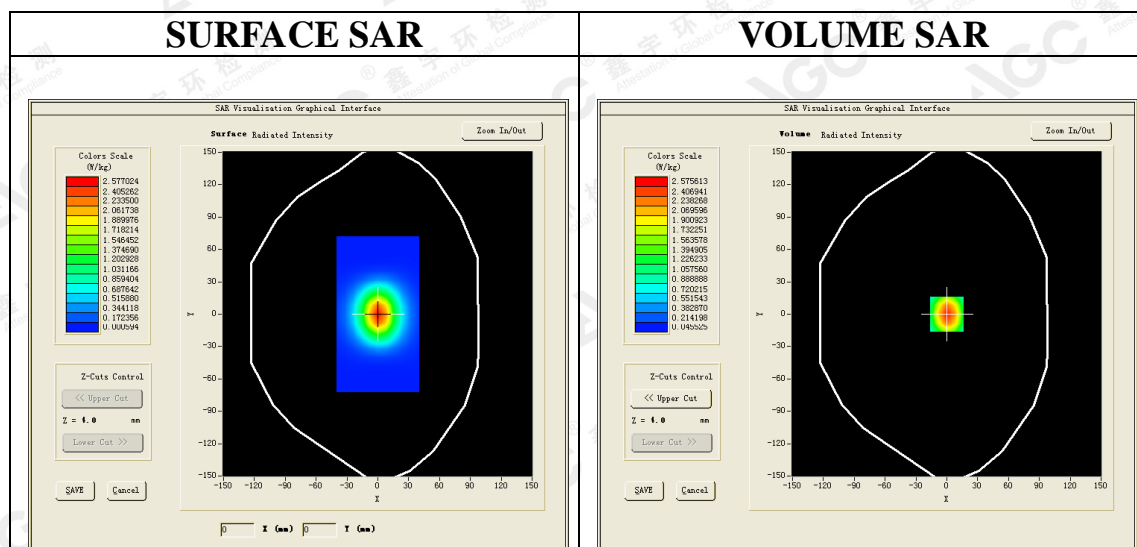 SURFACE SAR
VOLUME SAR
SAR Visualisation Graphical Interface
Surface Radiated Intensity
Zoom In/Out
Colors Scale
(W/kg)
2.577024
2.405262
2.233500
2.061738
1.889976
1.718214
1.546452
1.374690
1.202928
1.031166
0.859404
0.687642
0.515880
0.344118
0.172356
0.000594
Z-Cuts Control
<< Upper Cut
Z = 4.0 mm
Lower Cut >>
SAVE
Cancel
150
120
90
60
30
0
-30
-60
-90
-120
-150
Y
-150 -120 -90 -60 -30 0 30 60 90 120 150
X
0 X (mm) 0 Y (mm)
SAR Visualisation Graphical Interface
Volume Radiated Intensity
Zoom In/Out
Colors Scale
(W/kg)
2.575613
2.406941
2.238268
2.069596
1.900923
1.732251
1.563578
1.394905
1.226233
1.057560
0.888888
0.720215
0.551543
0.382870
0.214198
0.045525
Z-Cuts Control
<< Upper Cut
Z = 4.0 mm
Lower Cut >>
SAVE
Cancel
150
120
90
60
30
0
-30
-60
-90
-120
-150
Y
-150 -120 -90 -60 -30 0 30 60 90 120 150
X